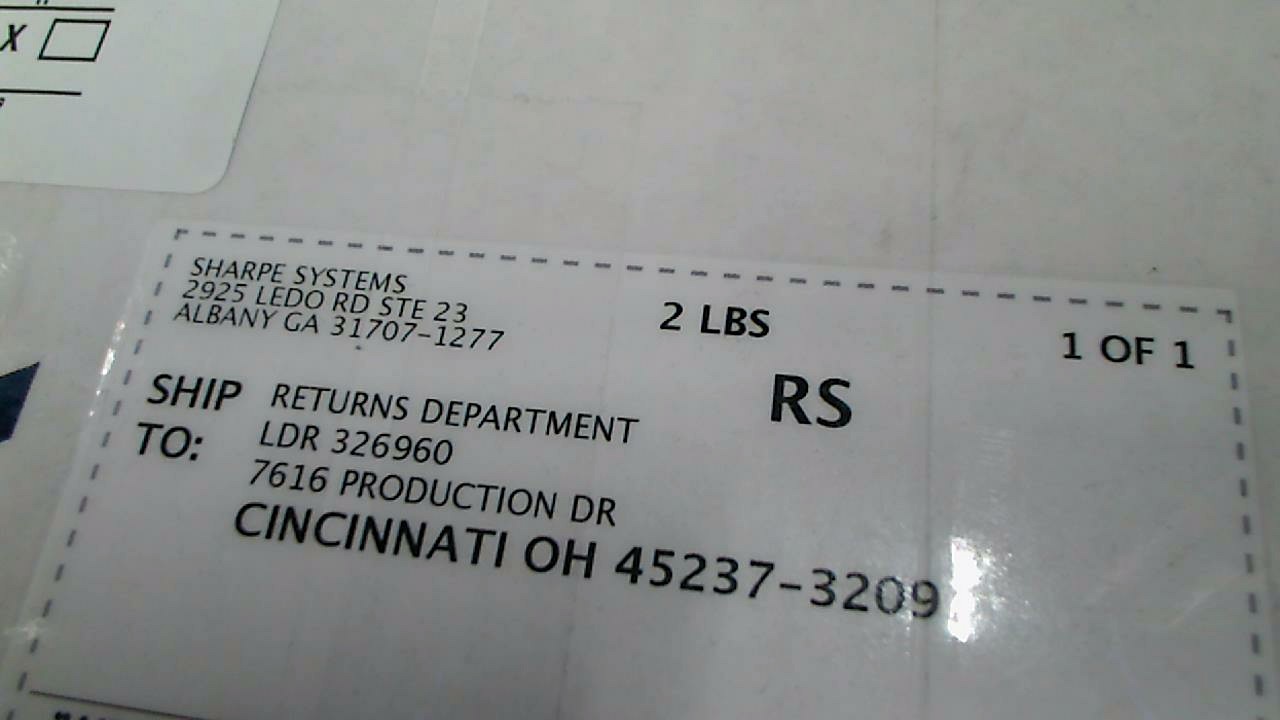 X
SHARPE SYSTEMS
2925 LEDO RD STE 23
ALBANY GA 31707-1277
2 LBS
1 OF 1
RS
SHIP TO:
RETURNS DEPARTMENT
LDR 326960
7616 PRODUCTION DR
CINCINNATI OH 45237-3209